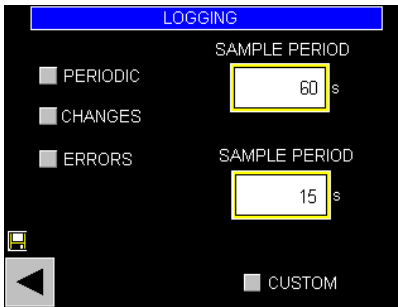 LOGGING
SAMPLE PERIOD
PERIODIC
60 s
CHANGES
ERRORS
SAMPLE PERIOD
15 s
CUSTOM